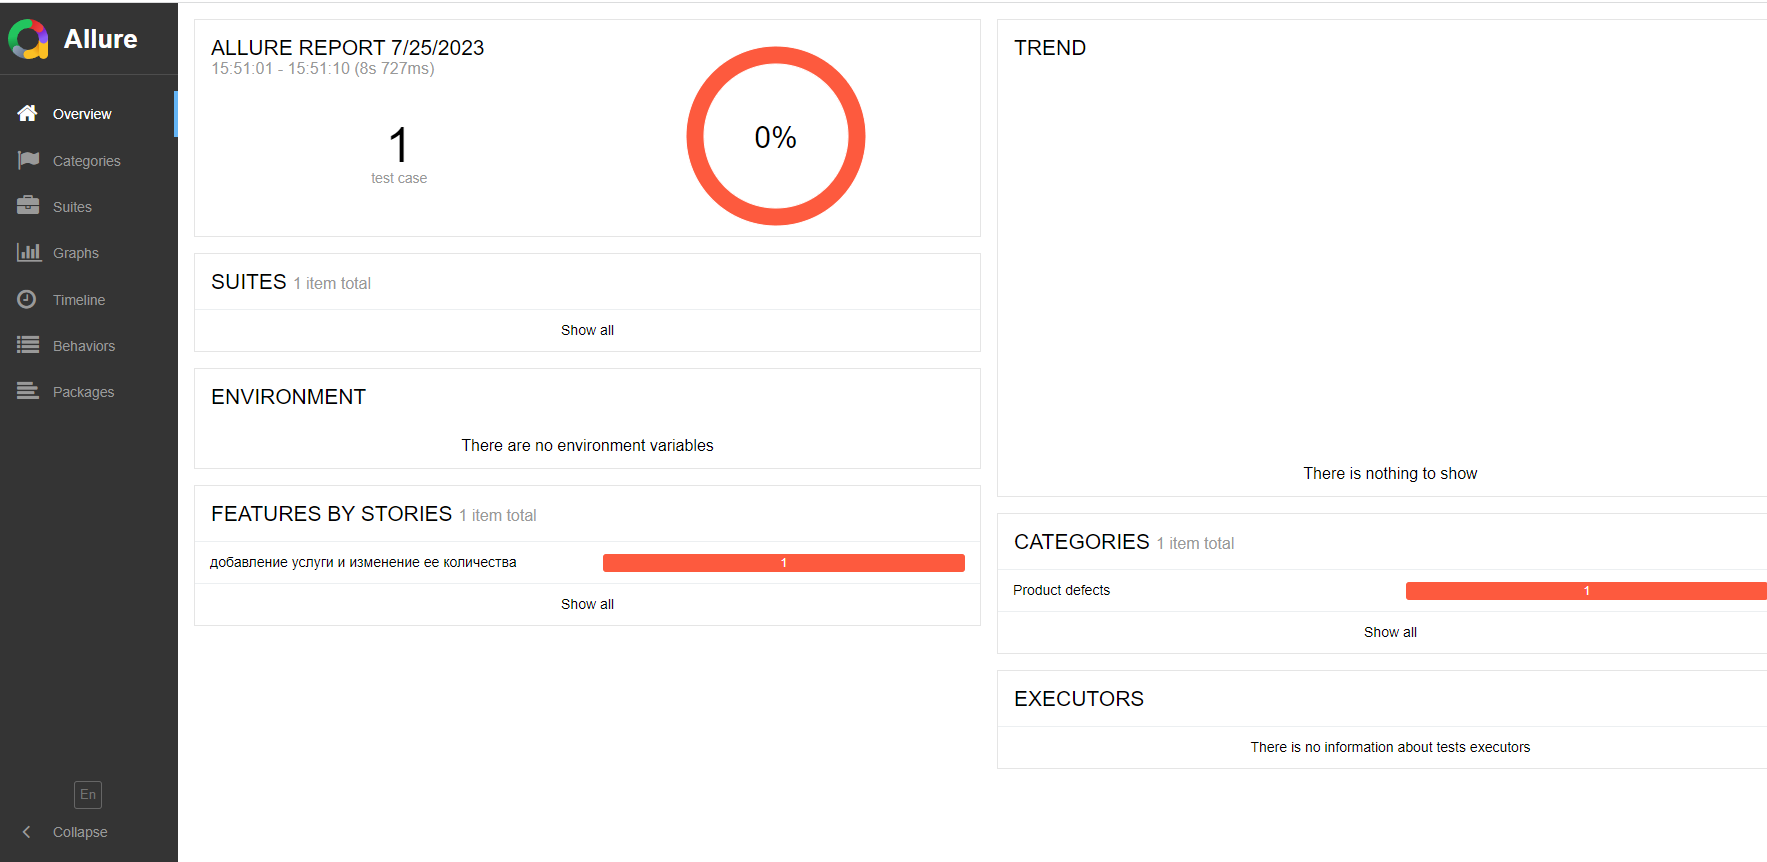 Allure
Overview
Categories
Suites
Graphs
Timeline
Behaviors
Packages
En
Collapse
ALLURE REPORT 7/25/2023
15:51:01 - 15:51:10 (8s 727ms)
1
test case
0%
SUITES 1 item total
Show all
ENVIRONMENT
There are no environment variables
FEATURES BY STORIES 1 item total
добавление услуги и изменение ее количества 1
Show all
TREND
There is nothing to show
CATEGORIES 1 item total
Product defects 1
Show all
EXECUTORS
There is no information about tests executors